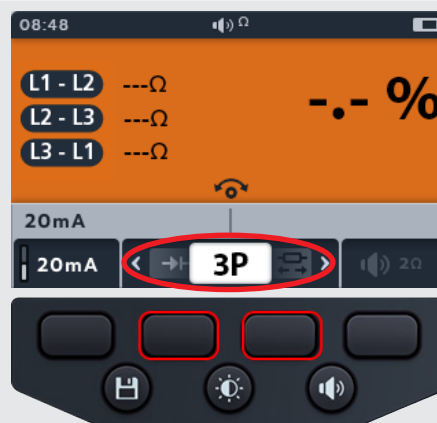 08:48 Ω
L1 - L2 ---Ω
-.- %
L2 - L3 ---Ω
L3 - L1 ---Ω
20mA
20mA 3P 2Ω